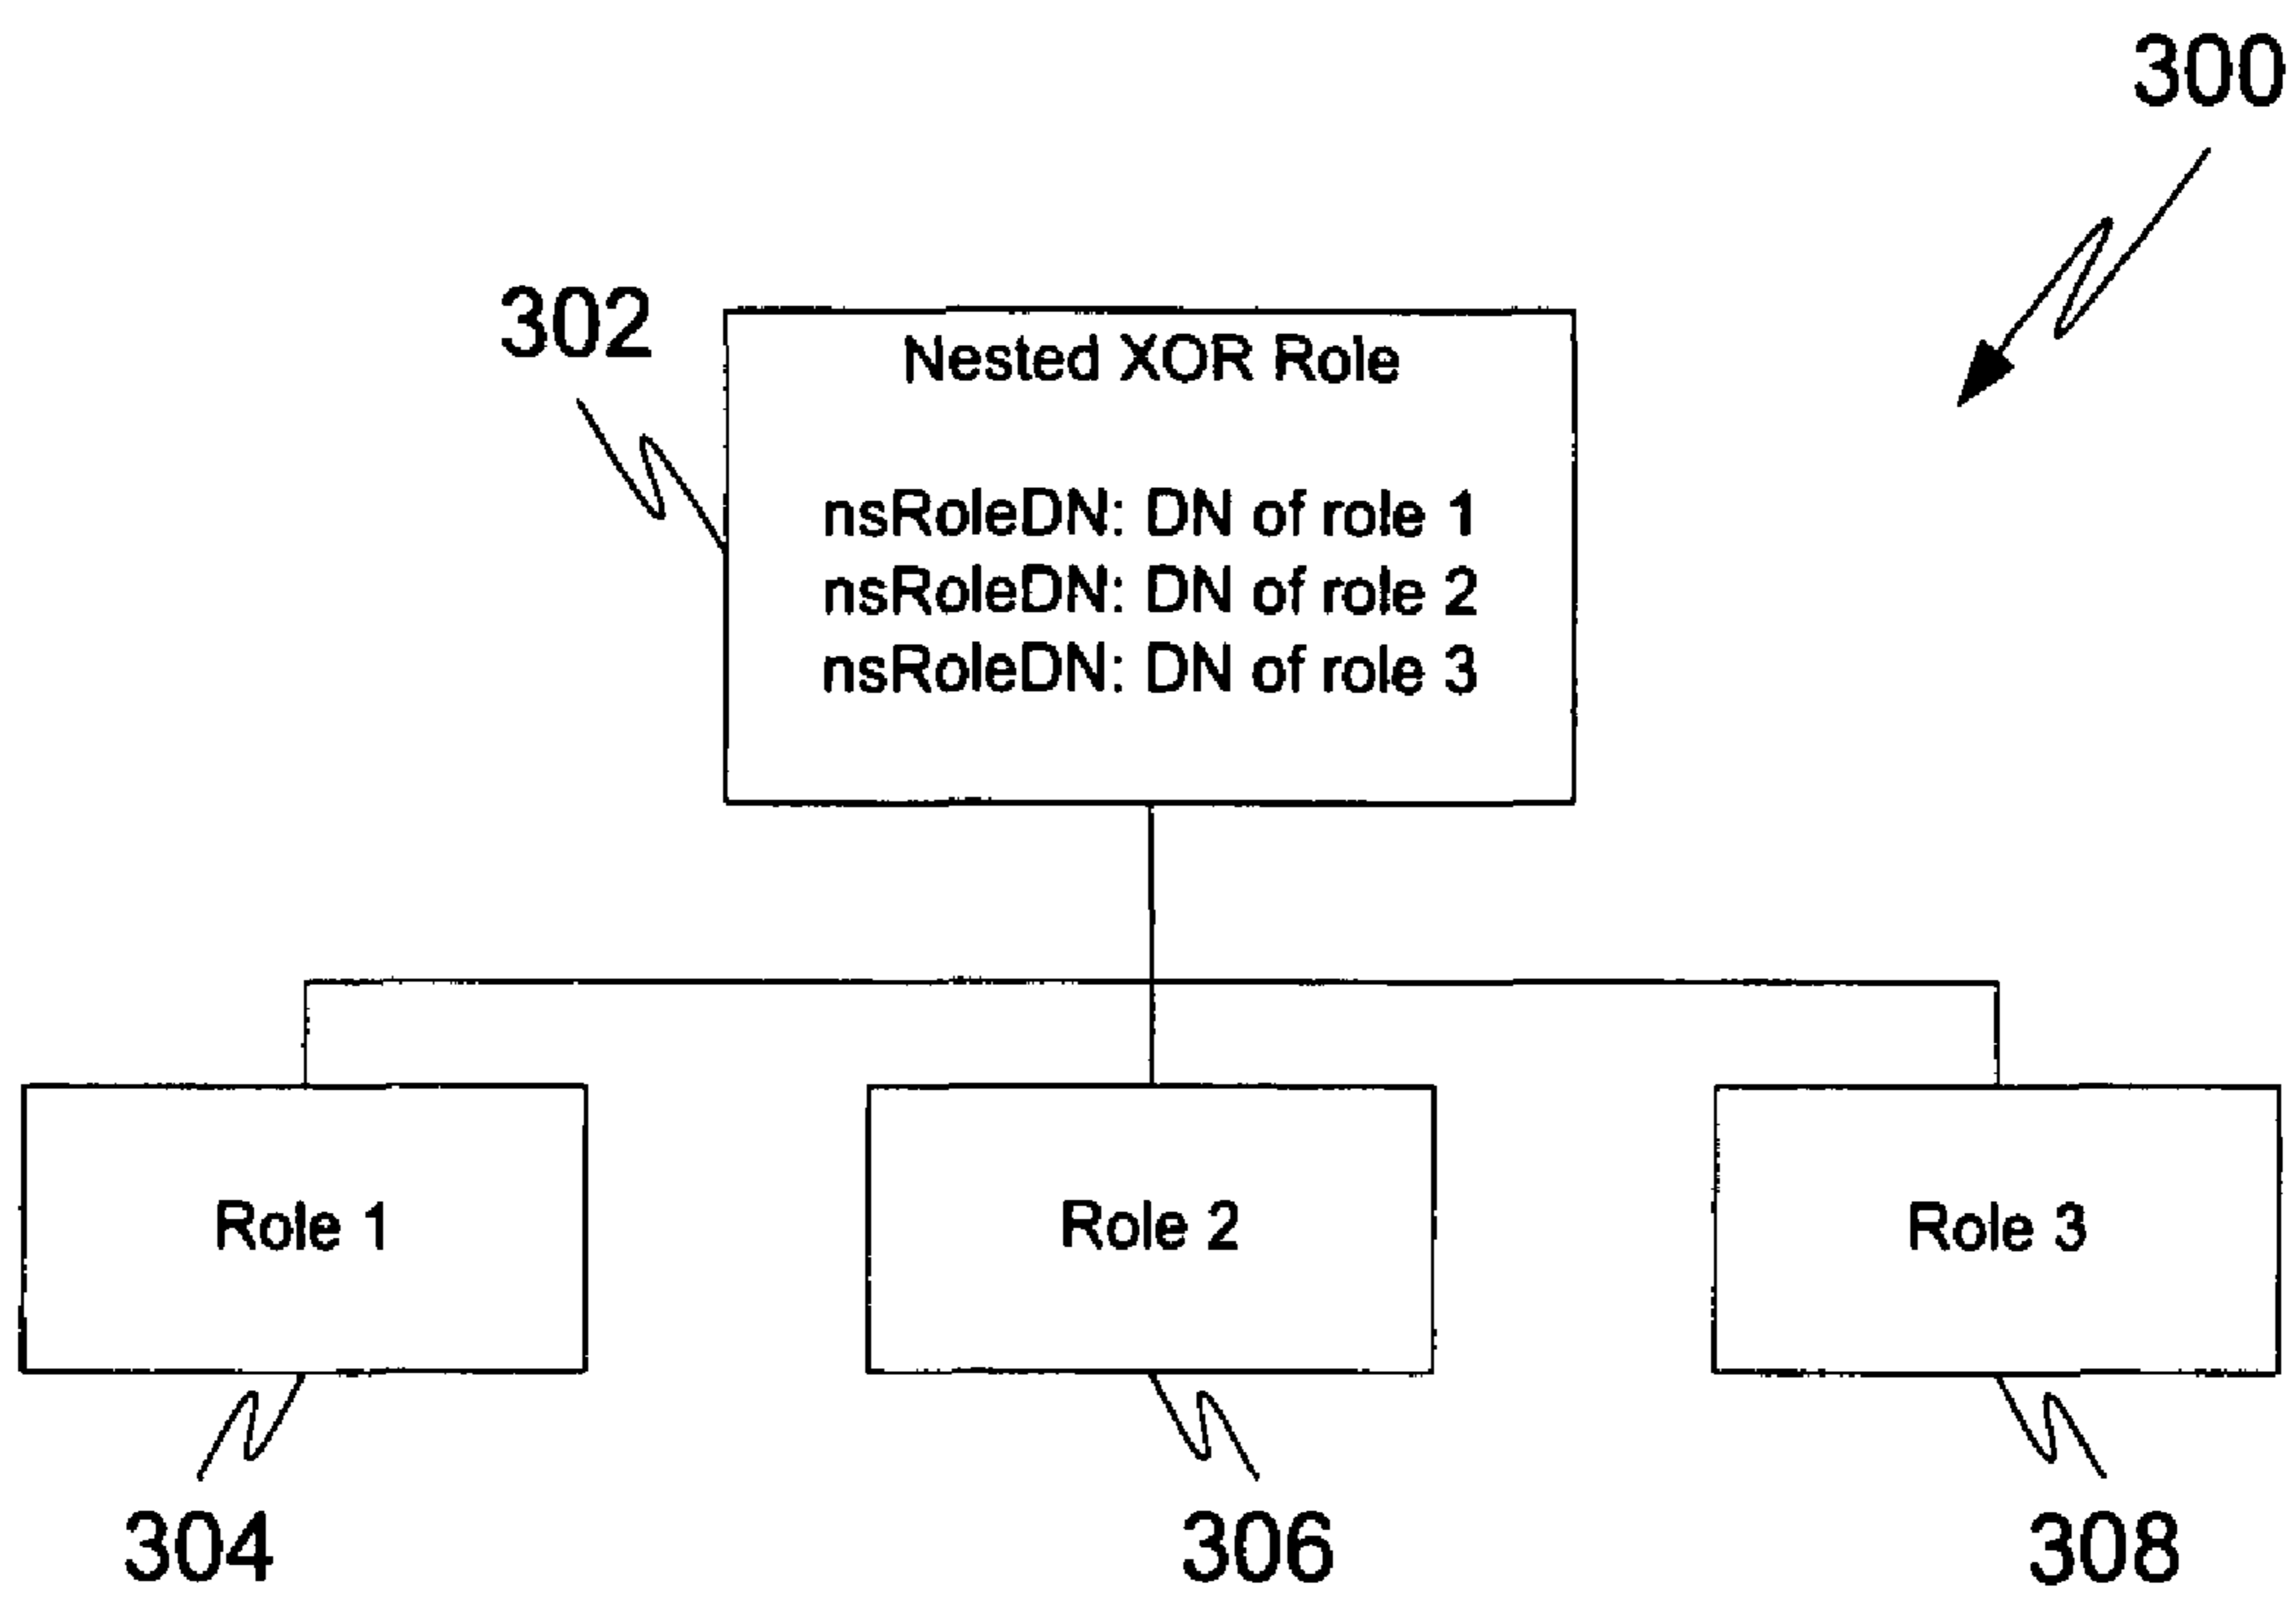 300
302
Nested XOR Role
nsRoleDN: DN of role 1
nsRoleDN: DN of role 2
nsRoleDN: DN of role 3
Role 1
Role 2
Role 3
304
306
308